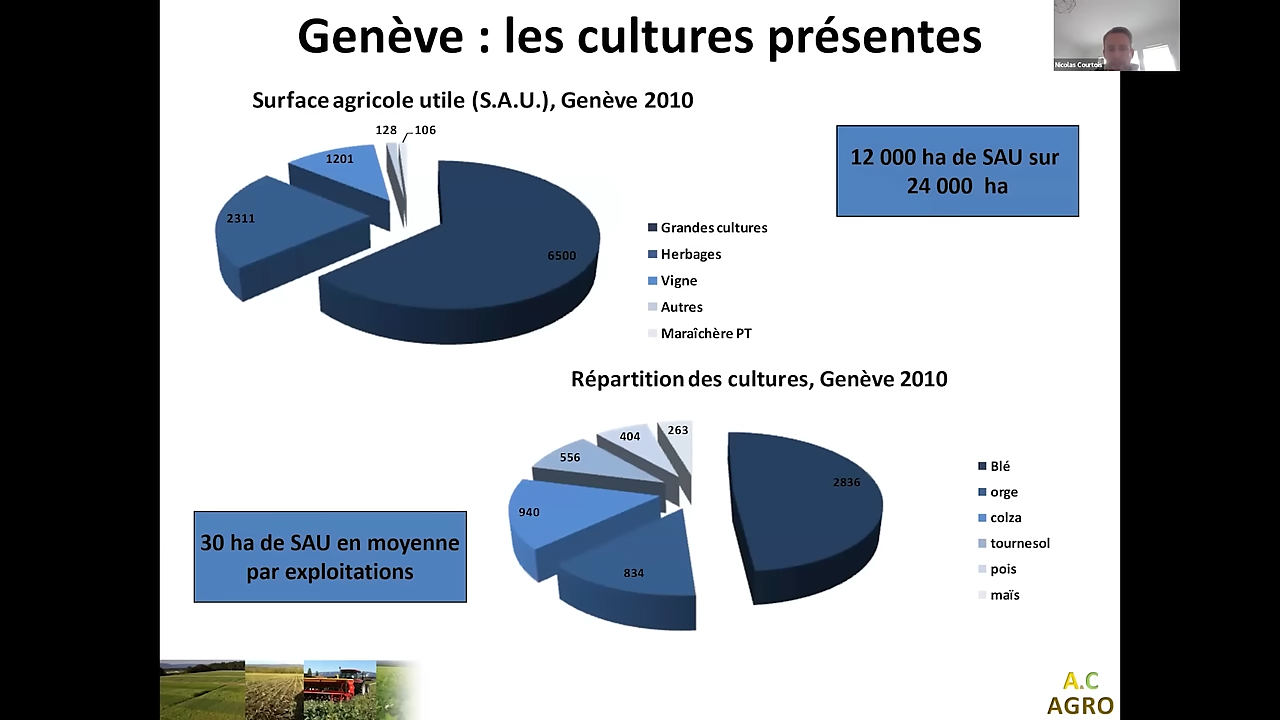 Genève : les cultures présentes
Nicolas Courtois
Surface agricole utile (S.A.U.), Genève 2010
128
106
1201
2311
6500
Grandes cultures
Herbages
Vigne
Autres
Maraîchère PT
12 000 ha de SAU sur
24 000 ha
Répartition des cultures, Genève 2010
263
404
556
2836
940
834
Blé
orge
colza
tournesol
pois
maïs
30 ha de SAU en moyenne
par exploitations
A.C
AGRO